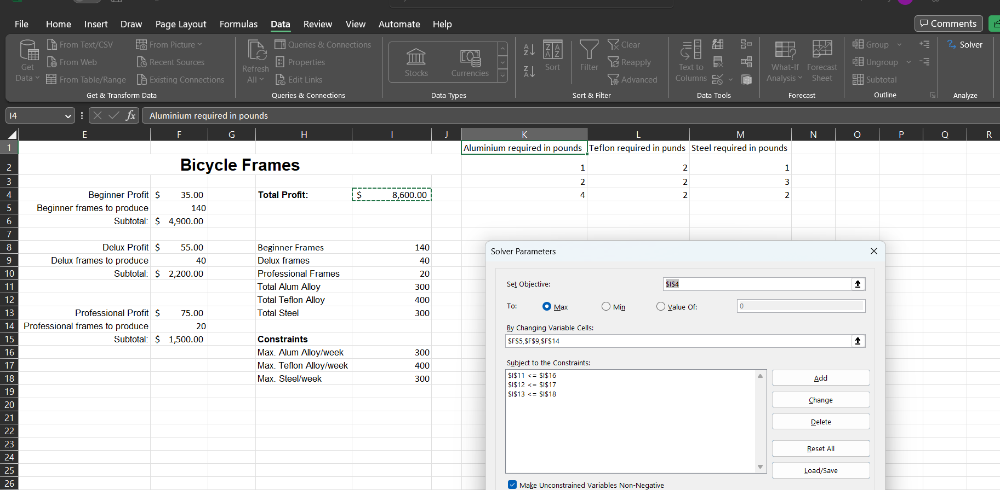 File Home Insert Draw Page Layout Formulas Data Review View Automate Help Comments
Get Data
From Text/CSV
From Web
From Table/Range
From Picture
Recent Sources
Existing Connections
Get & Transform Data
Refresh All
Queries & Connections
Properties
Edit Links
Queries & Connections
Stocks Currencies
Data Types
Sort
Filter
Clear
Reapply
Advanced
Sort & Filter
Text to Columns
Data Tools
What-If Analysis
Forecast Sheet
Forecast
Group
Ungroup
Subtotal
Outline
Solver
Analyze
I4 fx Aluminium required in pounds
E F G H I J K L M N O P Q R
1 Aluminium required in pounds Teflon required in punds Steel required in pounds
2 Bicycle Frames 1 2 1
3 2 2 3
4 Beginner Profit $ 35.00 Total Profit: $ 8,600.00 4 2 2
5 Beginner frames to produce 140
6 Subtotal: $ 4,900.00
7
8 Delux Profit $ 55.00 Beginner Frames 140
9 Delux frames to produce 40 Delux frames 40
10 Subtotal: $ 2,200.00 Professional Frames 20
11 Total Alum Alloy 300
12 Total Teflon Alloy 400
13 Professional Profit $ 75.00 Total Steel 300
14 Professional frames to produce 20
15 Subtotal: $ 1,500.00 Constraints
16 Max. Alum Alloy/week 300
17 Max. Teflon Alloy/week 400
18 Max. Steel/week 300
19
20
21
22
23
24
25
26
Solver Parameters
Set Objective: $I$4
To: Max Min Value Of: 0
By Changing Variable Cells:
$F$5,$F$9,$F$14
Subject to the Constraints:
$I$11 <= $I$16
$I$12 <= $I$17
$I$13 <= $I$18
Add
Change
Delete
Reset All
Load/Save
Make Unconstrained Variables Non-Negative